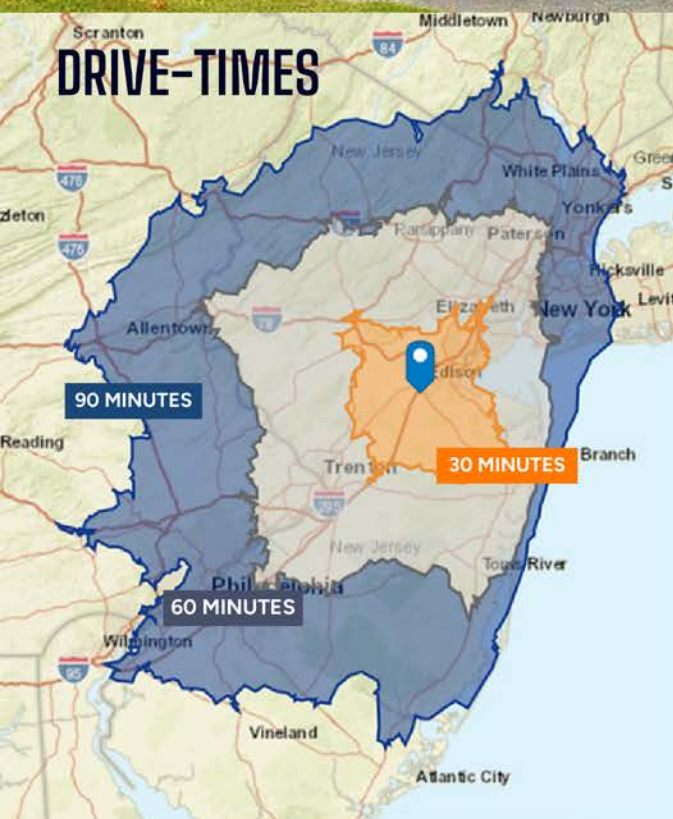 Middletown
Newburgh
Scranton
84
DRIVE-TIMES
New Jersey
476
White Plains
Yonkers
zleton
Parsippany
Paterson
476
Hicksville
Elizabeth
New York
Levit
78
Allentown
Edison
90 MINUTES
Reading
Branch
Trenton
30 MINUTES
295
New Jersey
Toms River
Philadelphia
60 MINUTES
Wilmington
95
Vineland
Atlantic City